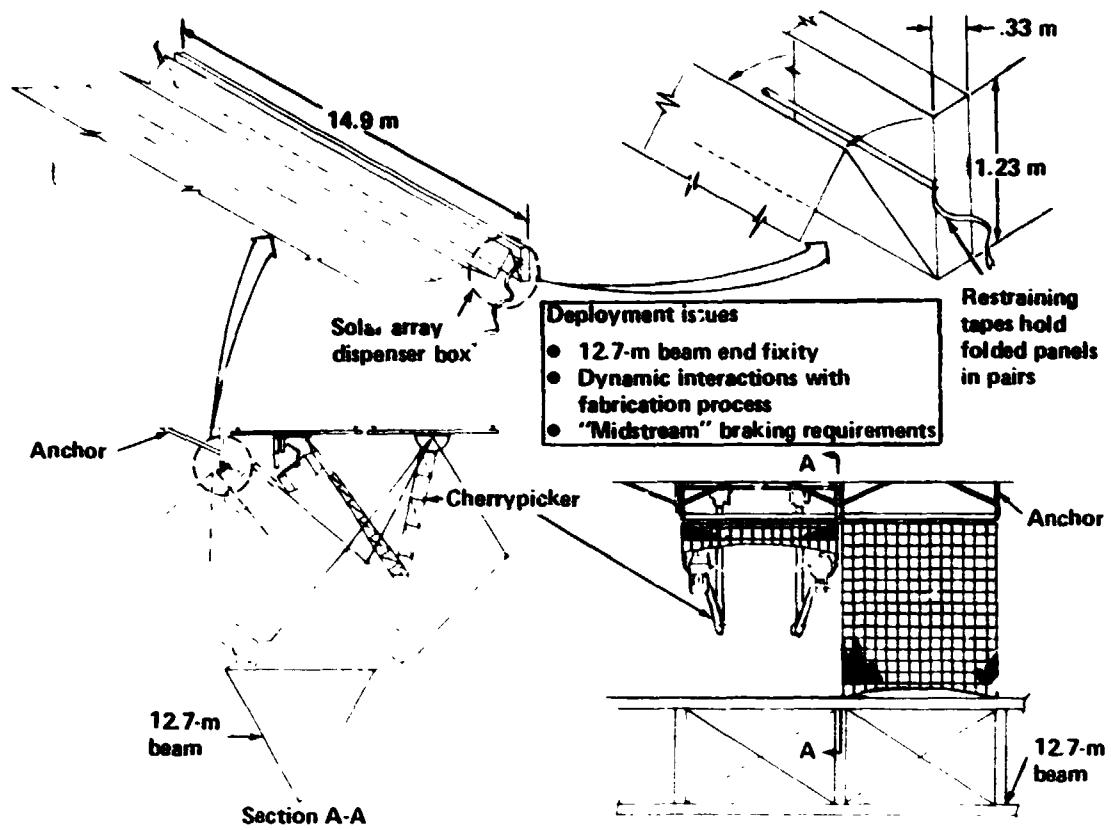 .33 m
14.9 m
1.23 m
Solar array
dispenser box
Restraining
tapes hold
folded panels
in pairs
Deployment issues
● 12.7-m beam end fixity
● Dynamic interactions with
fabrication process
● "Midstream" braking requirements
Anchor
Cherrypicker
A
Anchor
12.7-m
beam
A
12.7-m
beam
Section A-A